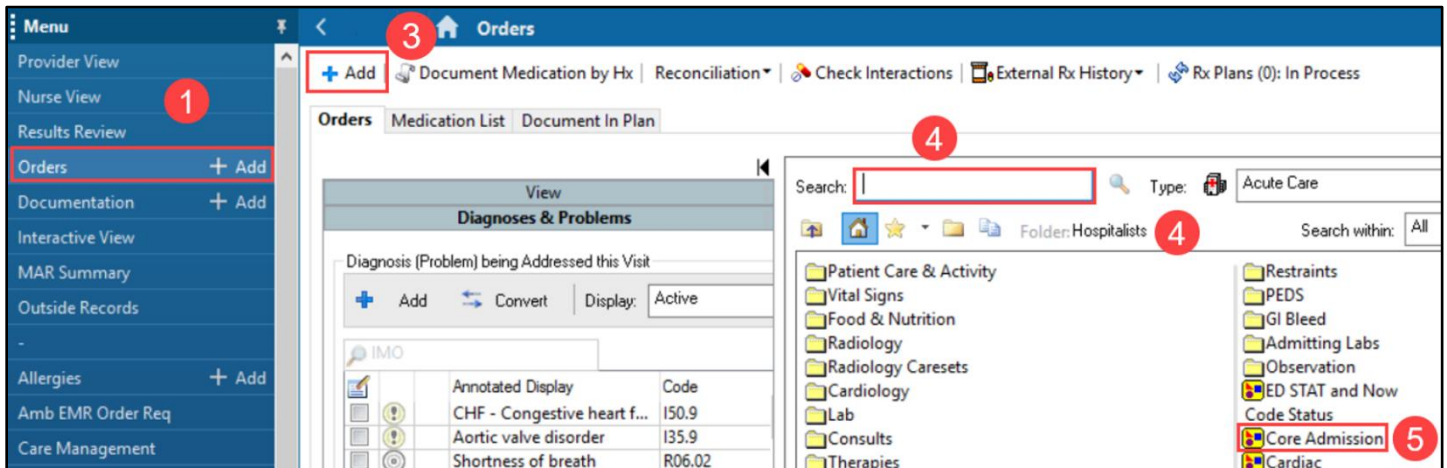 Menu
Provider View
Nurse View
1
Results Review
Orders + Add
Documentation + Add
Interactive View
MAR Summary
Outside Records
-
Allergies + Add
Amb EMR Order Req
Care Management
3
Orders
+ Add
Document Medication by Hx
Reconciliation
Check Interactions
External Rx History
Rx Plans (0): In Process
Orders
Medication List
Document In Plan
View
Diagnoses & Problems
Diagnosis (Problem) being Addressed this Visit
Add
Convert
Display: Active
IMO
Annotated Display Code
CHF - Congestive heart f... I50.9
Aortic valve disorder I35.9
Shortness of breath R06.02
4
Search:
Type: Acute Care
Folder: Hospitalists
4
Search within: All
Patient Care & Activity
Vital Signs
Food & Nutrition
Radiology
Radiology Caresets
Cardiology
Lab
Consults
Therapies
Restraints
PEDS
GI Bleed
Admitting Labs
Observation
ED STAT and Now
Code Status
Core Admission
5
Cardiac